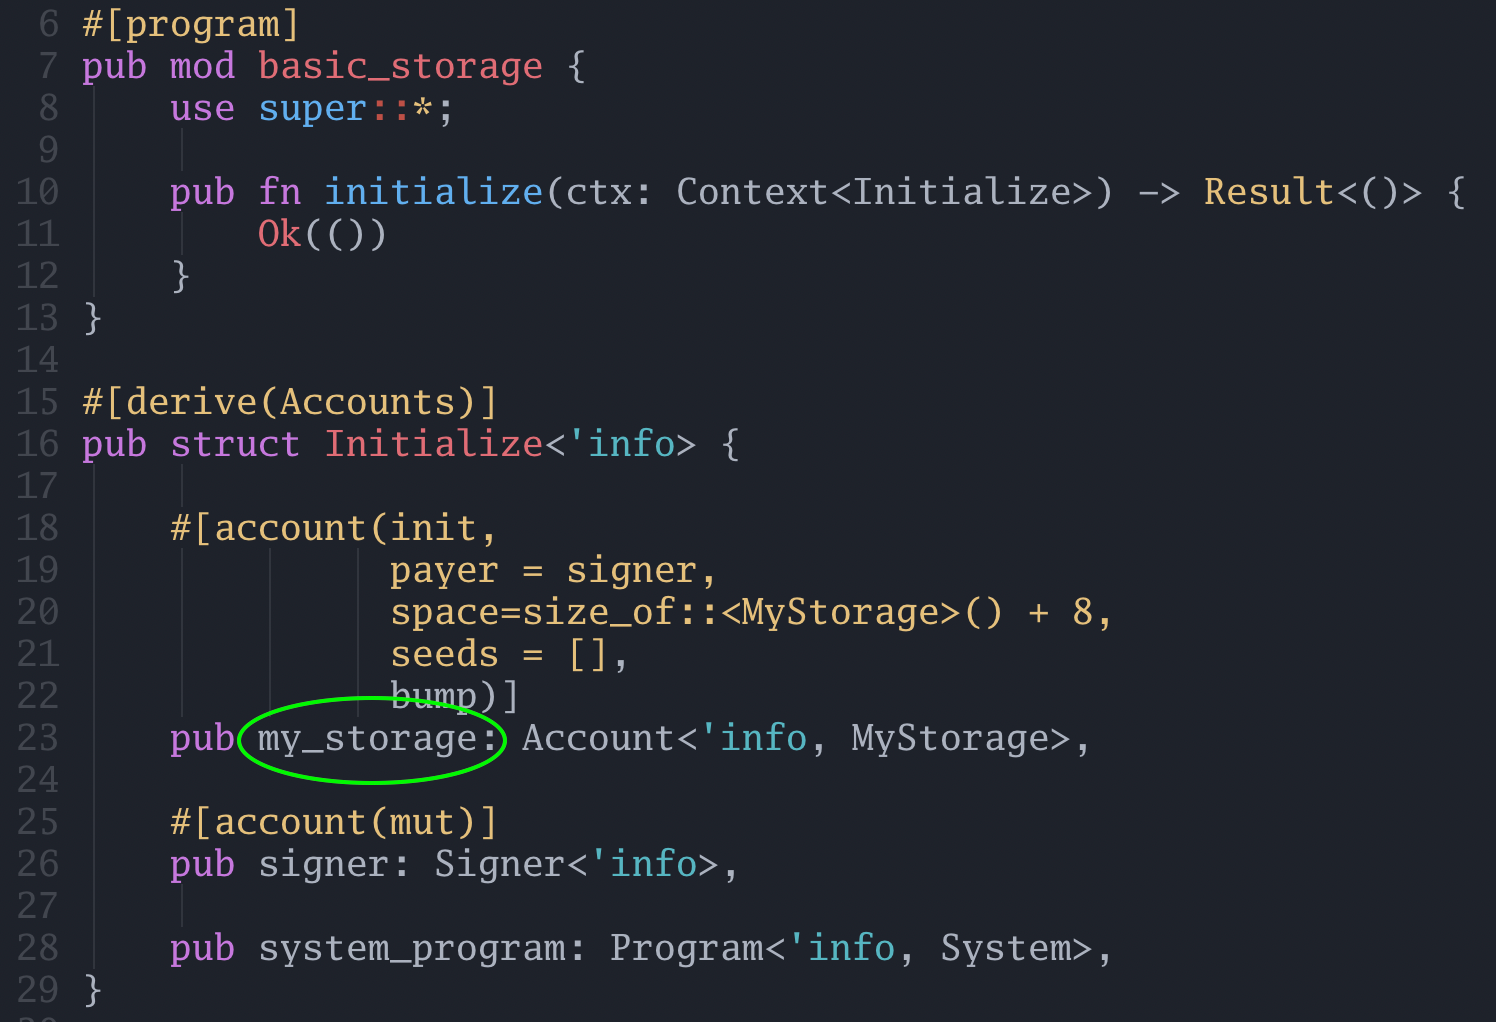 6 #[program]
7 pub mod basic_storage {
8     use super::*;
9
10     pub fn initialize(ctx: Context<Initialize>) -> Result<()> {
11         Ok(())
12     }
13 }
14
15 #[derive(Accounts)]
16 pub struct Initialize<'info> {
17
18     #[account(init,
19               payer = signer,
20               space=size_of::<MyStorage>() + 8,
21               seeds = [],
22               bump)]
23     pub my_storage: Account<'info, MyStorage>,
24
25     #[account(mut)]
26     pub signer: Signer<'info>,
27
28     pub system_program: Program<'info, System>,
29 }